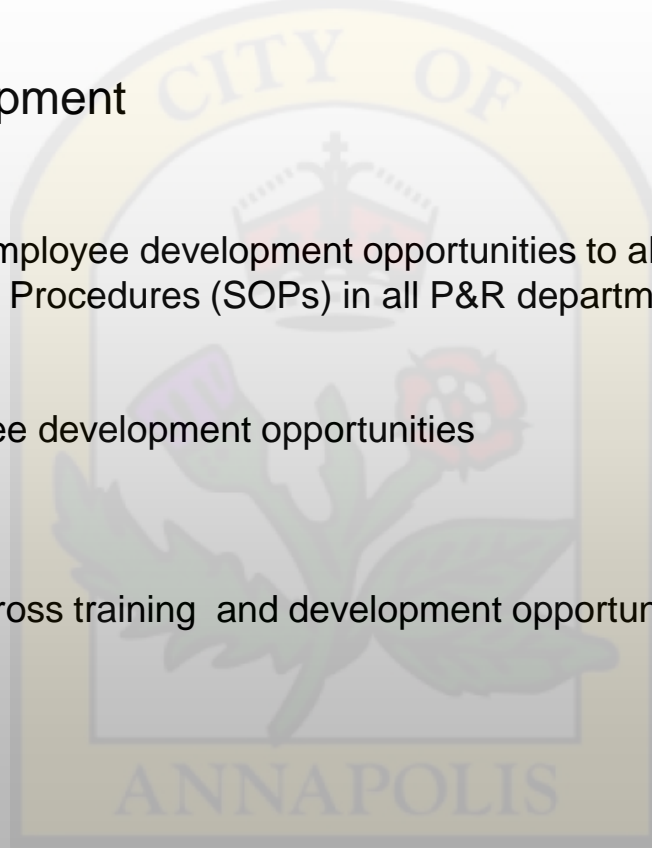 CITY OF
pment
mployee development opportunities to al
Procedures (SOPs) in all P&R departm
ee development opportunities
ross training  and development opportun
ANNAPOLIS